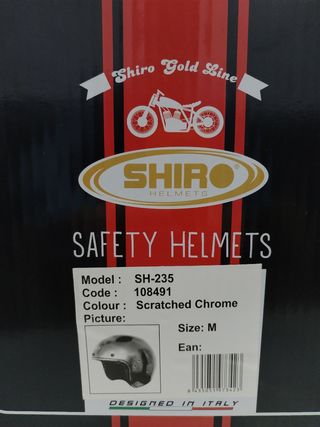 Shiro Gold Line
SHIRO®
HELMETS
SAFETY HELMETS
Model : SH-235
Code : 108491
Colour : Scratched Chrome
Picture:
Size: M
Ean:
DESIGNED IN ITALY